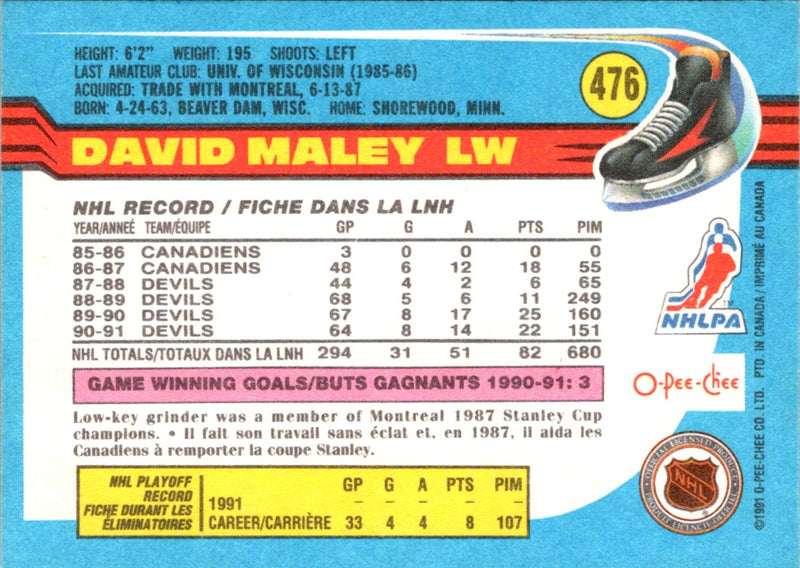 HEIGHT: 6'2" WEIGHT: 195 SHOOTS: LEFT
LAST AMATEUR CLUB: UNIV. OF WISCONSIN (1985-86)
ACQUIRED: TRADE WITH MONTREAL, 6-13-87
BORN: 4-24-63, BEAVER DAM, WISC. HOME: SHOREWOOD, MINN.
476
DAVID MALEY LW
NHL RECORD / FICHE DANS LA LNH
YEAR/ANNEÉ TEAM/ÉQUIPE GP G A PTS PIM
85-86 CANADIENS 3 0 0 0 0
86-87 CANADIENS 48 6 12 18 55
87-88 DEVILS 44 4 2 6 65
88-89 DEVILS 68 5 6 11 249
89-90 DEVILS 67 8 17 25 160
90-91 DEVILS 64 8 14 22 151
NHL TOTALS/TOTAUX DANS LA LNH 294 31 51 82 680
GAME WINNING GOALS/BUTS GAGNANTS 1990-91: 3
Low-key grinder was a member of Montreal 1987 Stanley Cup
champions. • Il fait son travail sans éclat et, en 1987, il aida les
Canadiens à remporter la coupe Stanley.
NHL PLAYOFF
RECORD
FICHE DURANT LES
ÉLIMINATOIRES
GP G A PTS PIM
1991 – – – – –
CAREER/CARRIÈRE 33 4 4 8 107
TM
NHLPA
O-Pee-Chee
OFFICIAL LICENSED PRODUCT
NHL
®
PRODUIT LICENCIÉ OFFICIEL
©1991 O-PEE-CHEE CO. LTD. PTD. IN CANADA / IMPRIMÉ AU CANADA